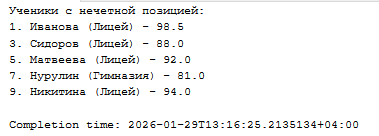 Ученики с нечетной позицией:
1. Иванова (Лицей) - 98.5
3. Сидоров (Лицей) - 88.0
5. Матвеева (Лицей) - 92.0
7. Нурулин (Гимназия) - 81.0
9. Никитина (Лицей) - 94.0
Completion time: 2026-01-29T13:16:25.2135134+04:00